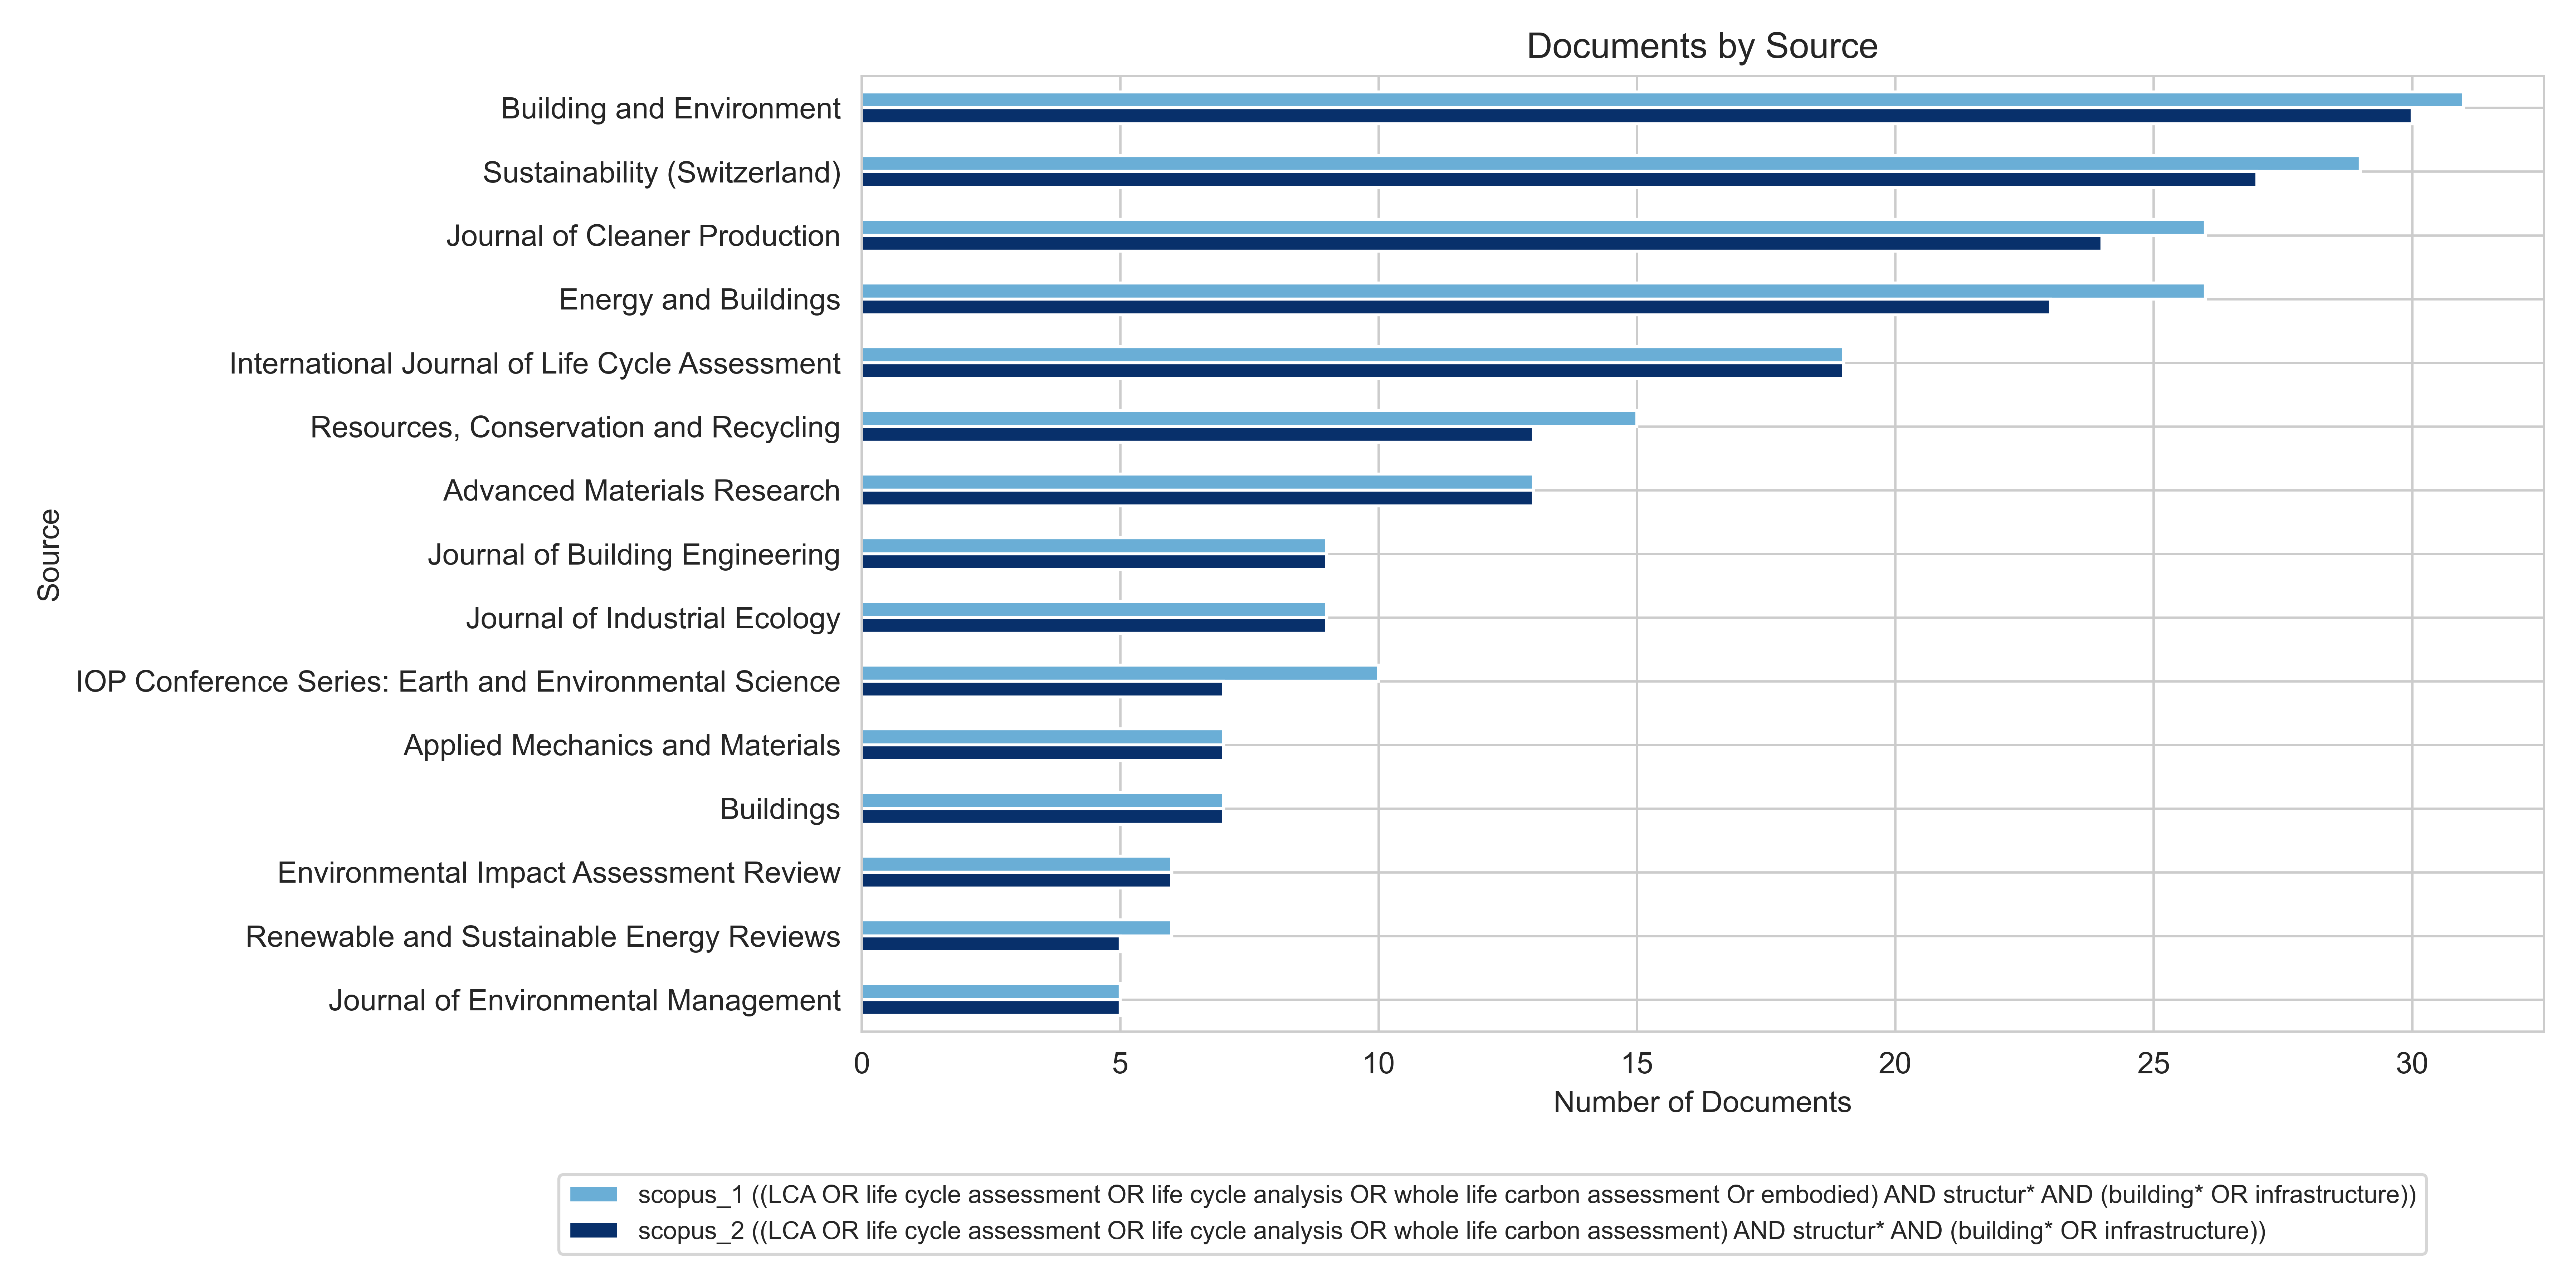 Documents by Source
Building and Environment
Sustainability (Switzerland)
Journal of Cleaner Production
Energy and Buildings
International Journal of Life Cycle Assessment
Resources, Conservation and Recycling
Advanced Materials Research
Journal of Building Engineering
Journal of Industrial Ecology
IOP Conference Series: Earth and Environmental Science
Applied Mechanics and Materials
Buildings
Environmental Impact Assessment Review
Renewable and Sustainable Energy Reviews
Journal of Environmental Management
Source
0 5 10 15 20 25 30
Number of Documents
scopus_1 ((LCA OR life cycle assessment OR life cycle analysis OR whole life carbon assessment Or embodied) AND structur* AND (building* OR infrastructure))
scopus_2 ((LCA OR life cycle assessment OR life cycle analysis OR whole life carbon assessment) AND structur* AND (building* OR infrastructure))